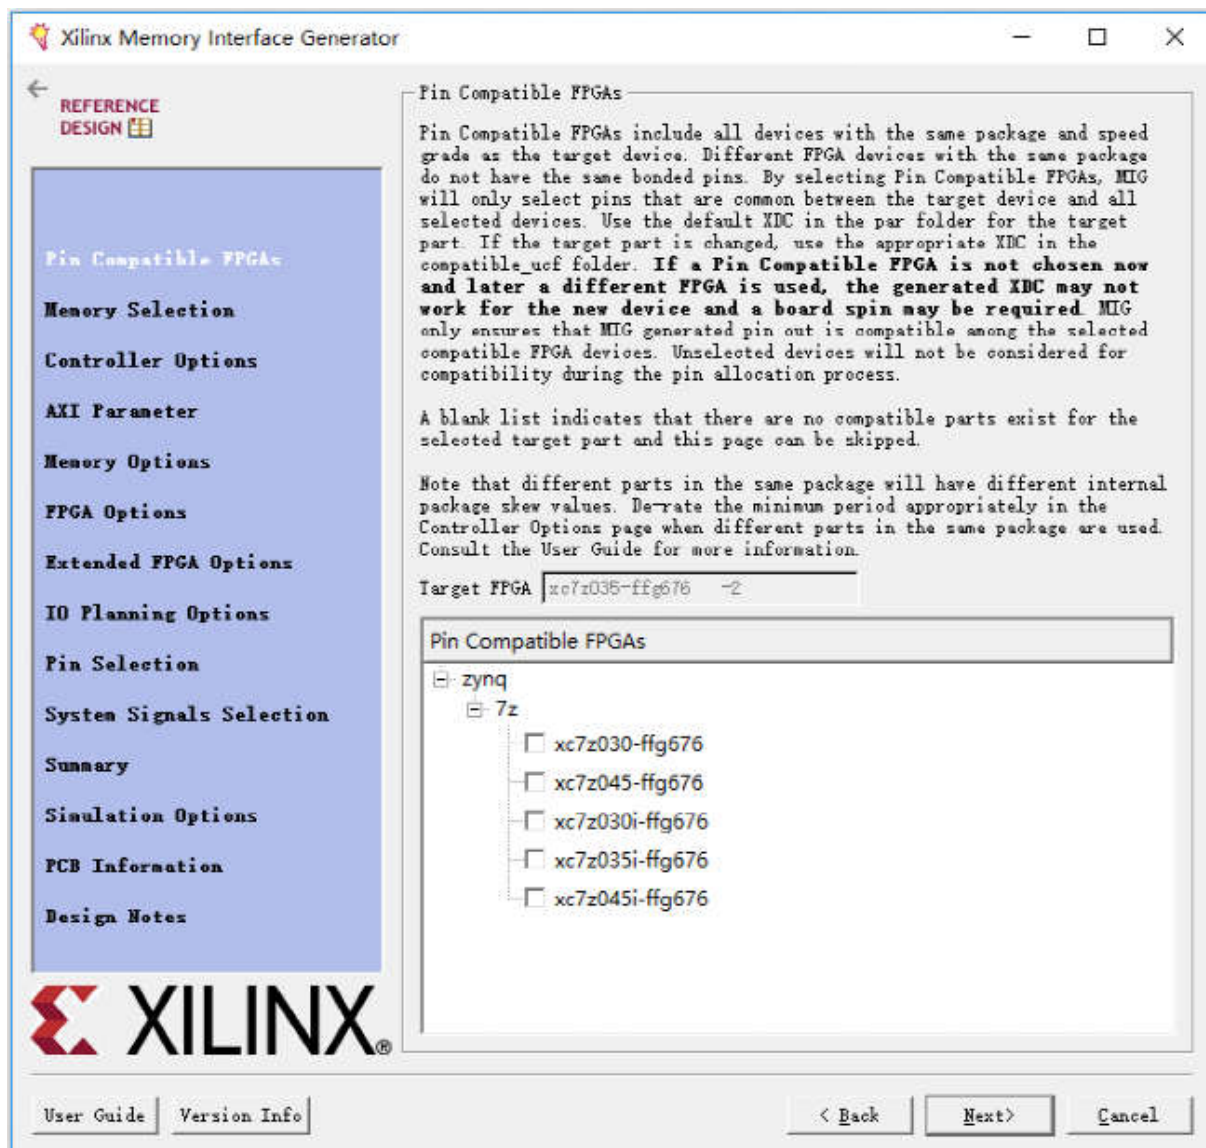 Xilinx Memory Interface Generator
REFERENCE
DESIGN
Pin Compatible FPGAs
Memory Selection
Controller Options
AXI Parameter
Memory Options
FPGA Options
Extended FPGA Options
IO Planning Options
Pin Selection
System Signals Selection
Summary
Simulation Options
PCB Information
Design Notes
XILINX®
Pin Compatible FPGAs
Pin Compatible FPGAs include all devices with the same package and speed
grade as the target device. Different FPGA devices with the same package
do not have the same bonded pins. By selecting Pin Compatible FPGAs, MIG
will only select pins that are common between the target device and all
selected devices. Use the default XDC in the par folder for the target
part. If the target part is changed, use the appropriate XDC in the
compatible_ucf folder. If a Pin Compatible FPGA is not chosen now
and later a different FPGA is used, the generated XDC may not
work for the new device and a board spin may be required. MIG
only ensures that MIG generated pin out is compatible among the selected
compatible FPGA devices. Unselected devices will not be considered for
compatibility during the pin allocation process.
A blank list indicates that there are no compatible parts exist for the
selected target part and this page can be skipped.
Note that different parts in the same package will have different internal
package skew values. De-rate the minimum period appropriately in the
Controller Options page when different parts in the same package are used.
Consult the User Guide for more information.
Target FPGA xc7z035-ffg676 -2
Pin Compatible FPGAs
zynq
7z
xc7z030-ffg676
xc7z045-ffg676
xc7z030i-ffg676
xc7z035i-ffg676
xc7z045i-ffg676
User Guide Version Info < Back Next> Cancel